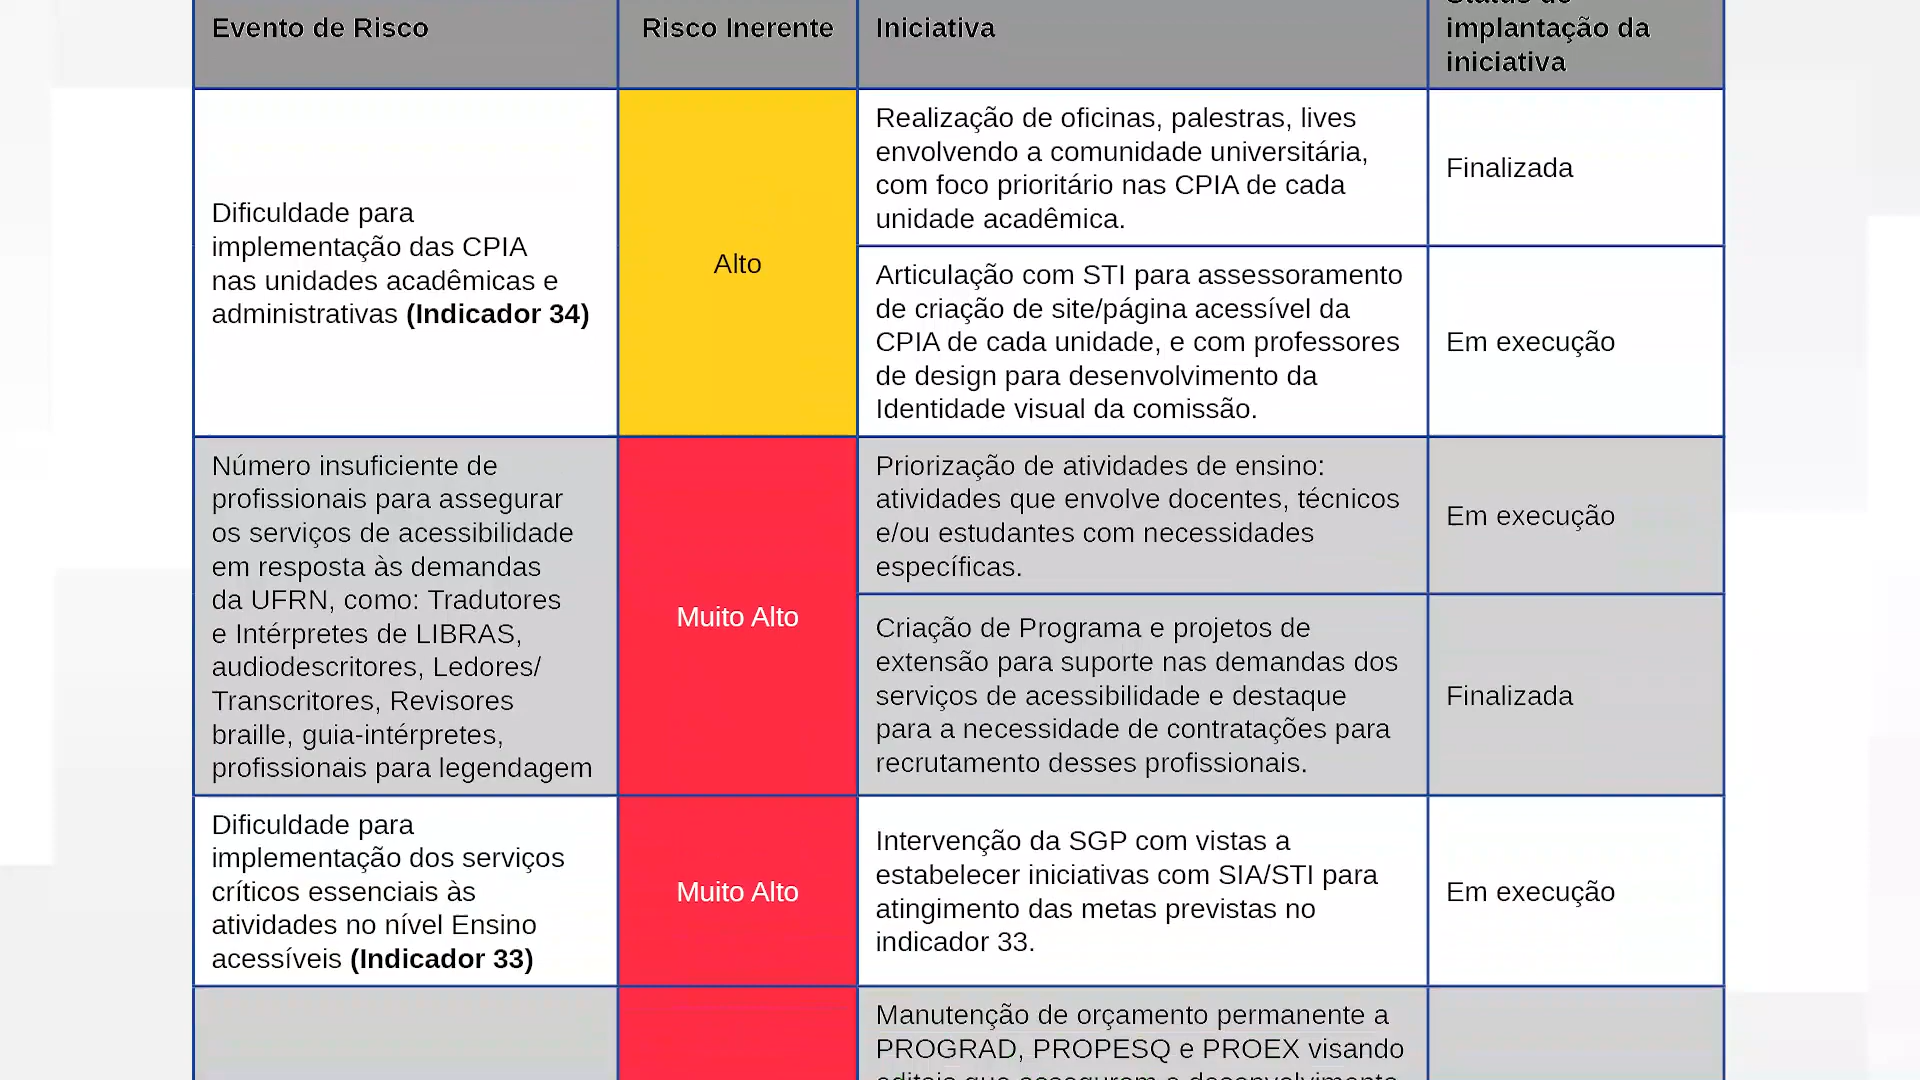 Evento de Risco
Risco Inerente
Iniciativa
implantação da
iniciativa
Dificuldade para
implementação das CPIA
nas unidades acadêmicas e
administrativas (Indicador 34)
Alto
Realização de oficinas, palestras, lives
envolvendo a comunidade universitária,
com foco prioritário nas CPIA de cada
unidade acadêmica.
Finalizada
Articulação com STI para assessoramento
de criação de site/página acessível da
CPIA de cada unidade, e com professores
de design para desenvolvimento da
Identidade visual da comissão.
Em execução
Número insuficiente de
profissionais para assegurar
os serviços de acessibilidade
em resposta às demandas
da UFRN, como: Tradutores
e Intérpretes de LIBRAS,
audiodescritores, Ledores/
Transcritores, Revisores
braille, guia-intérpretes,
profissionais para legendagem
Muito Alto
Priorização de atividades de ensino:
atividades que envolve docentes, técnicos
e/ou estudantes com necessidades
específicas.
Em execução
Criação de Programa e projetos de
extensão para suporte nas demandas dos
serviços de acessibilidade e destaque
para a necessidade de contratações para
recrutamento desses profissionais.
Finalizada
Dificuldade para
implementação dos serviços
críticos essenciais às
atividades no nível Ensino
acessíveis (Indicador 33)
Muito Alto
Intervenção da SGP com vistas a
estabelecer iniciativas com SIA/STI para
atingimento das metas previstas no
indicador 33.
Em execução
Manutenção de orçamento permanente a
PROGRAD, PROPESQ e PROEX visando